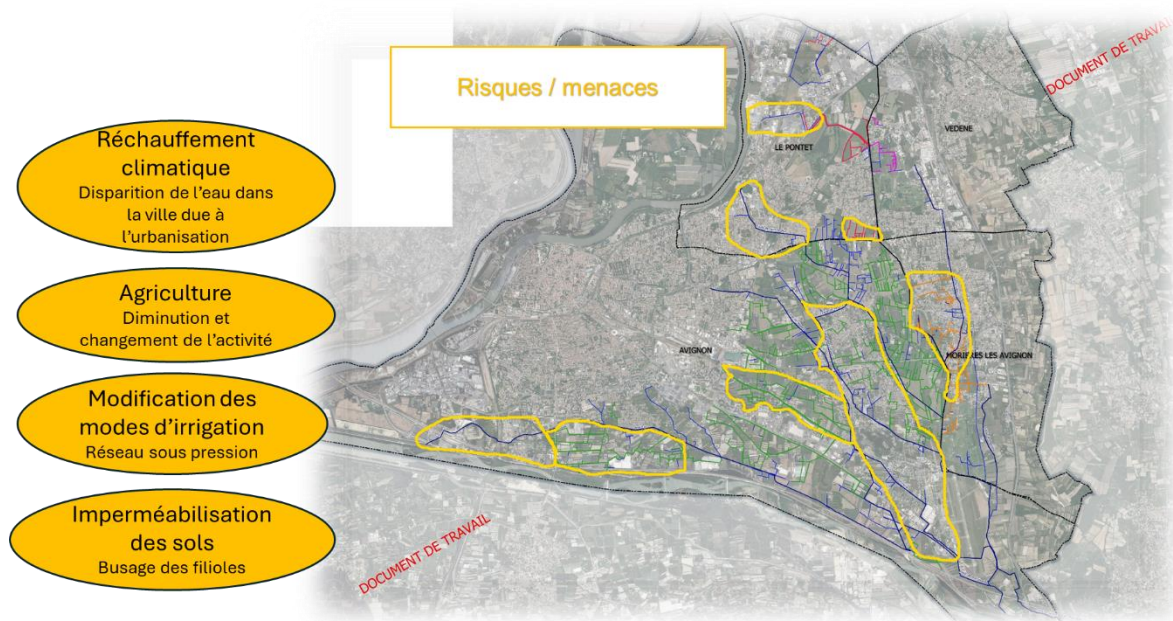 Risques / menaces
Réchauffement
climatique
Disparition de l’eau dans
la ville due à
l’urbanisation
Agriculture
Diminution et
changement de l’activité
Modification des
modes d’irrigation
Réseau sous pression
Imperméabilisation
des sols
Busage des filioles
DOCUMENT DE TRAVAIL
VEDENE
LE PONTET
AVIGNON
MORIERES LES AVIGNON
DOCUMENT DE TRAVAIL